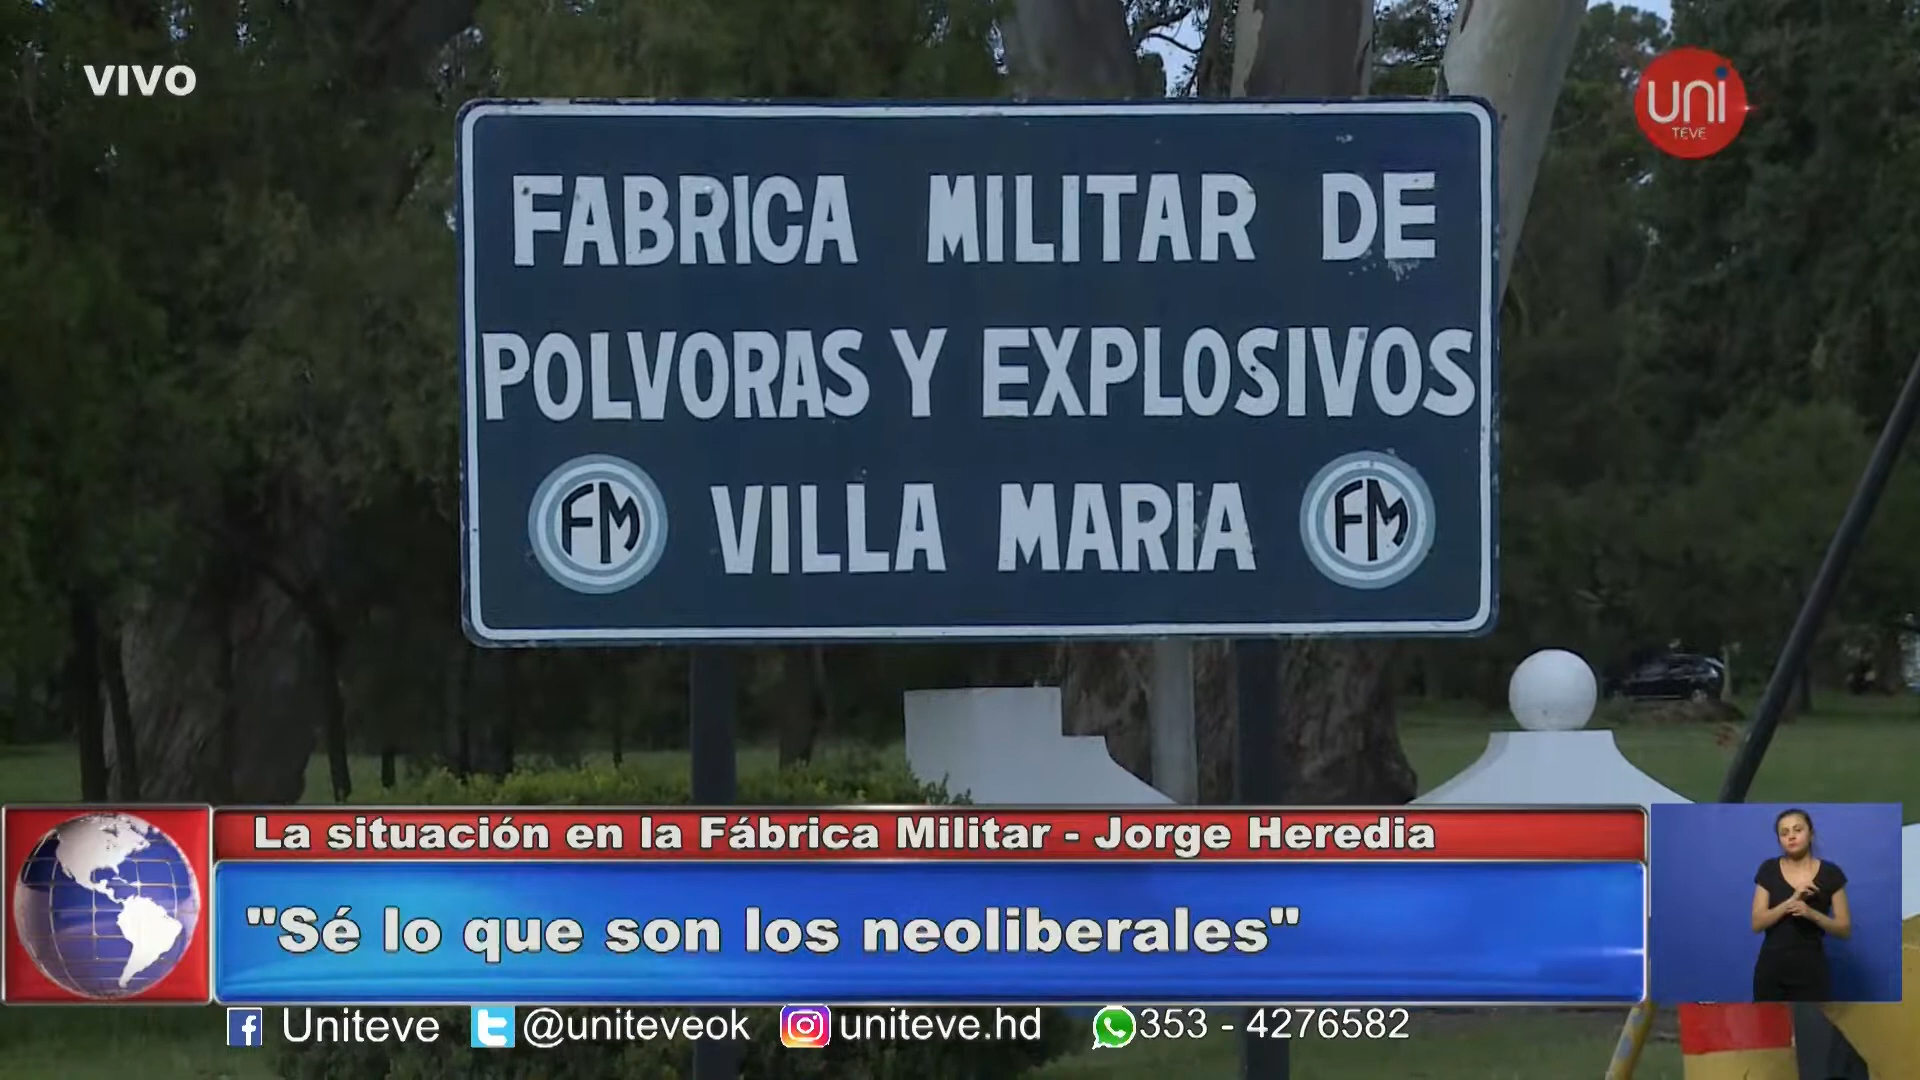 VIVO
uni
TEVE
FABRICA MILITAR DE
POLVORAS Y EXPLOSIVOS
FM VILLA MARIA FM
La situación en la Fábrica Militar - Jorge Heredia
"Sé lo que son los neoliberales"
Uniteve @uniteveok uniteve.hd 353 - 4276582